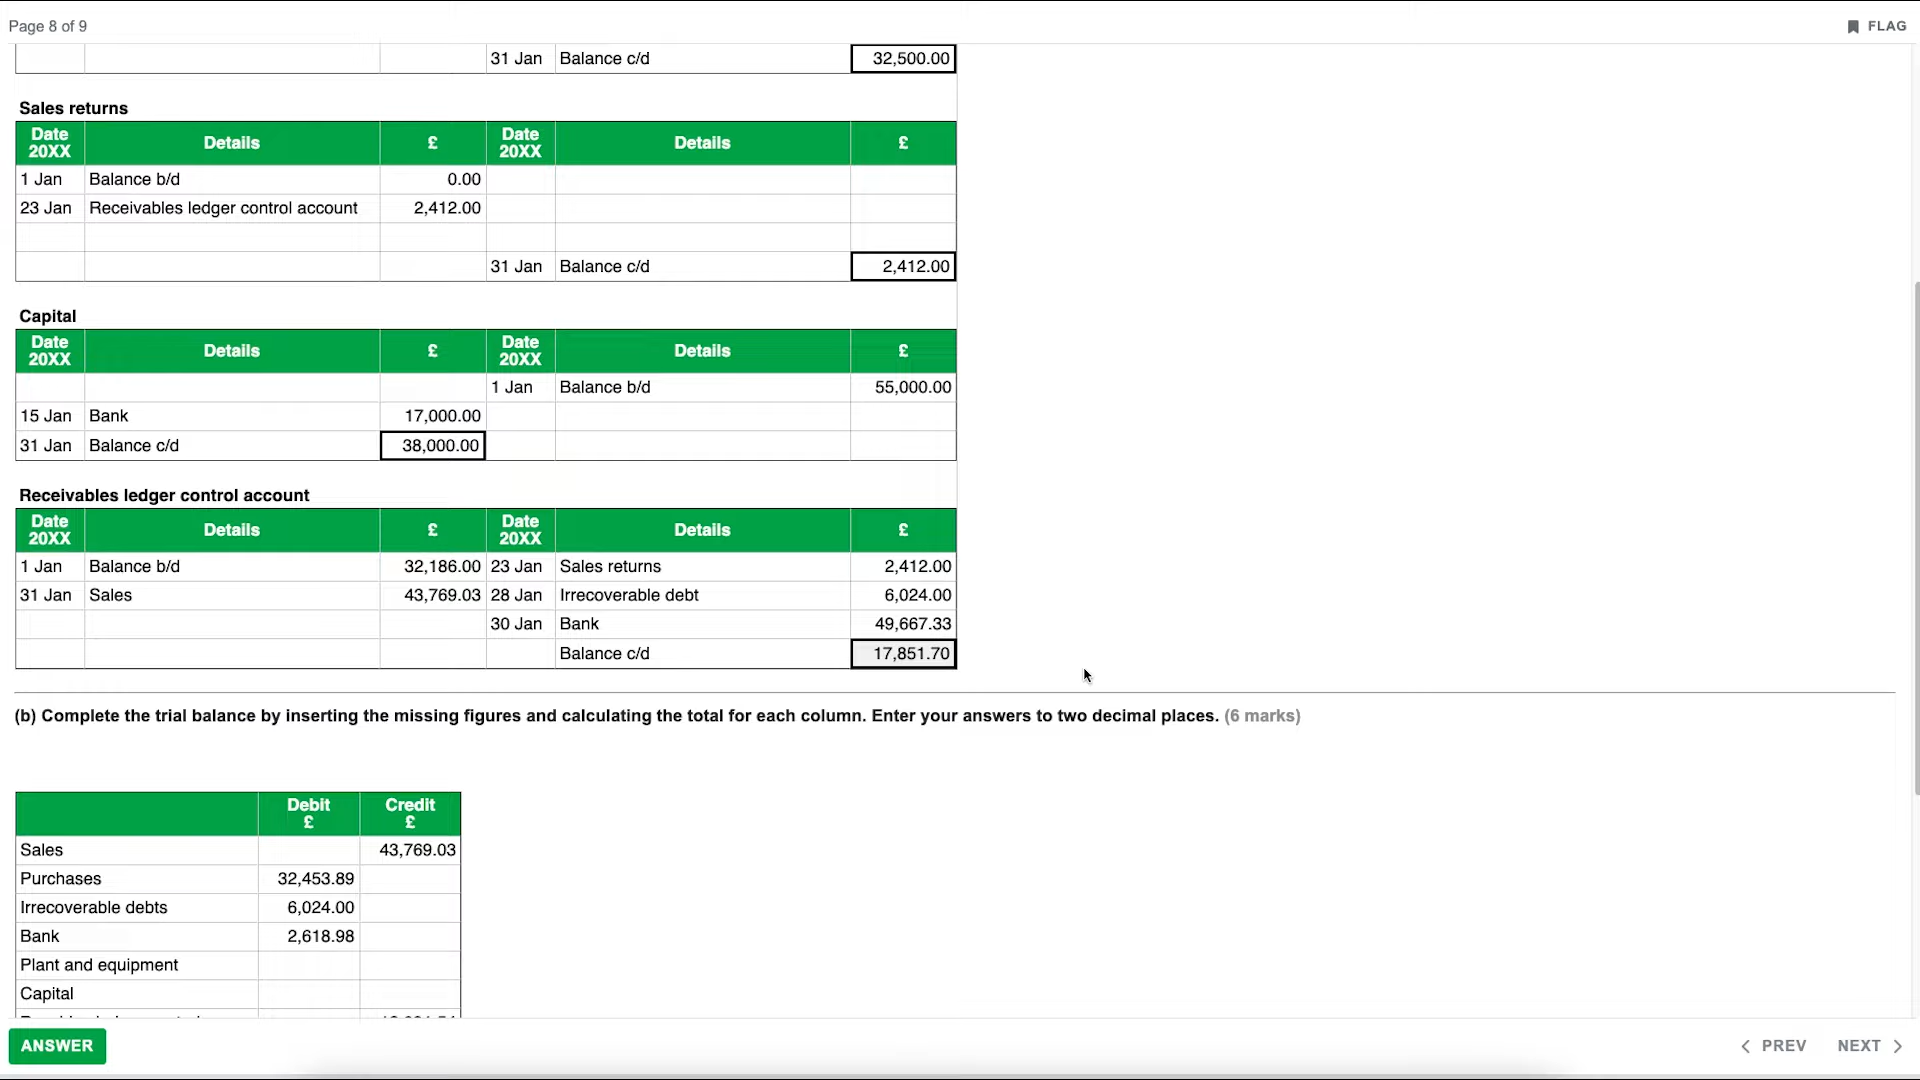 Page 8 of 9
FLAG
31 Jan Balance c/d 32,500.00
Sales returns
Date 20XX Details £ Date 20XX Details £
1 Jan Balance b/d 0.00
23 Jan Receivables ledger control account 2,412.00
31 Jan Balance c/d 2,412.00
Capital
Date 20XX Details £ Date 20XX Details £
1 Jan Balance b/d 55,000.00
15 Jan Bank 17,000.00
31 Jan Balance c/d 38,000.00
Receivables ledger control account
Date 20XX Details £ Date 20XX Details £
1 Jan Balance b/d 32,186.00 23 Jan Sales returns 2,412.00
31 Jan Sales 43,769.03 28 Jan Irrecoverable debt 6,024.00
30 Jan Bank 49,667.33
Balance c/d 17,851.70
(b) Complete the trial balance by inserting the missing figures and calculating the total for each column. Enter your answers to two decimal places. (6 marks)
Debit £ Credit £
Sales 43,769.03
Purchases 32,453.89
Irrecoverable debts 6,024.00
Bank 2,618.98
Plant and equipment
Capital
ANSWER
PREV
NEXT